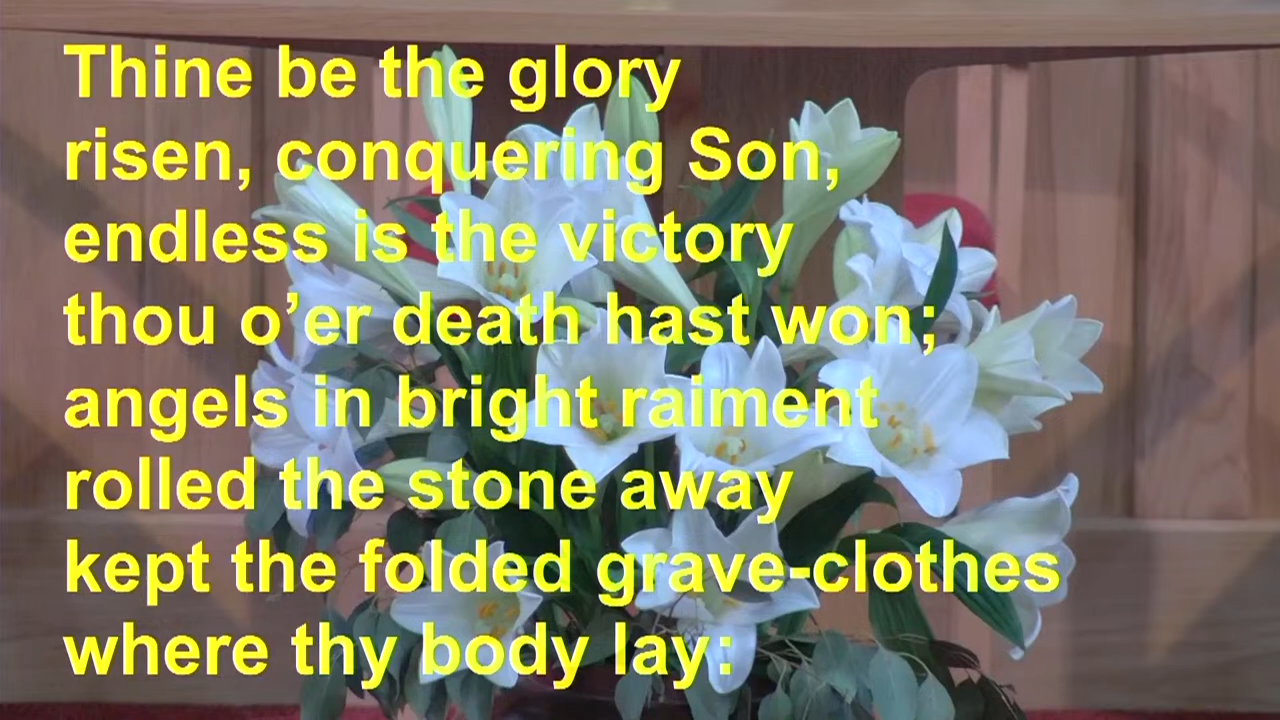 Thine be the glory
risen, conquering Son,
endless is the victory
thou o’er death hast won;
angels in bright raiment
rolled the stone away
kept the folded grave-clothes
where thy body lay: